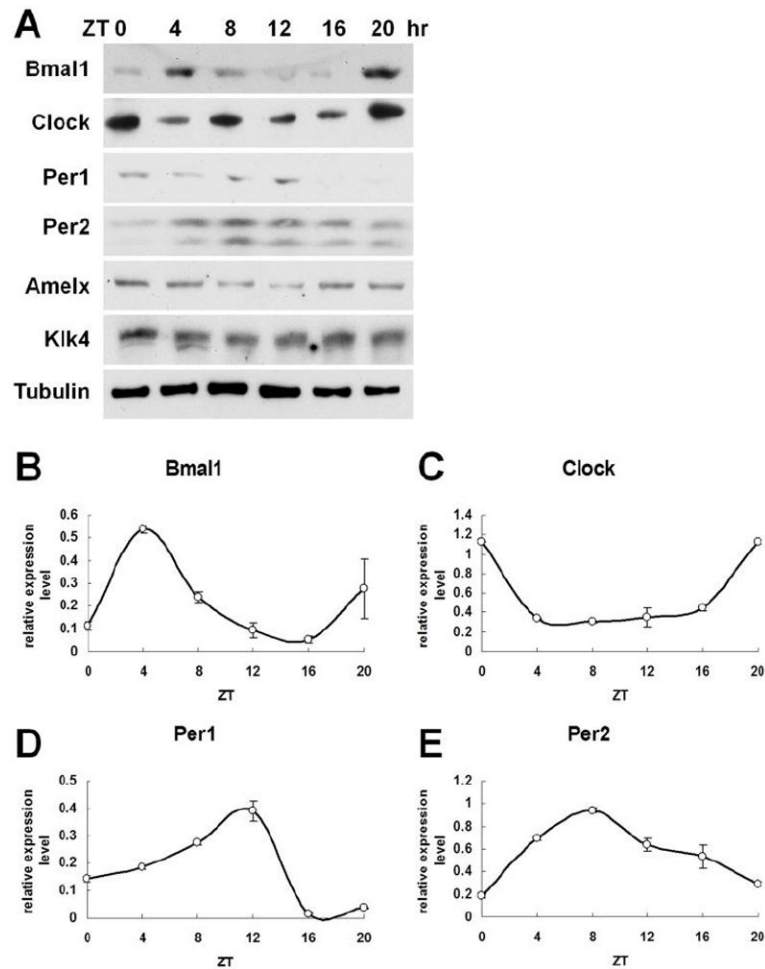 A
ZT 0 4 8 12 16 20 hr
Bmal1
Clock
Per1
Per2
Amelx
Klk4
Tubulin
B
Bmal1
relative expression
level
0.6
0.5
0.4
0.3
0.2
0.1
0
0 4 8 12 16 20
ZT
C
Clock
relative expression
level
1.4
1.2
1
0.8
0.6
0.4
0.2
0
0 4 8 12 16 20
ZT
D
Per1
relative expression
level
0.5
0.4
0.3
0.2
0.1
0
0 4 8 12 16 20
ZT
E
Per2
relative expression
level
1.2
1
0.8
0.6
0.4
0.2
0
0 4 8 12 16 20
ZT